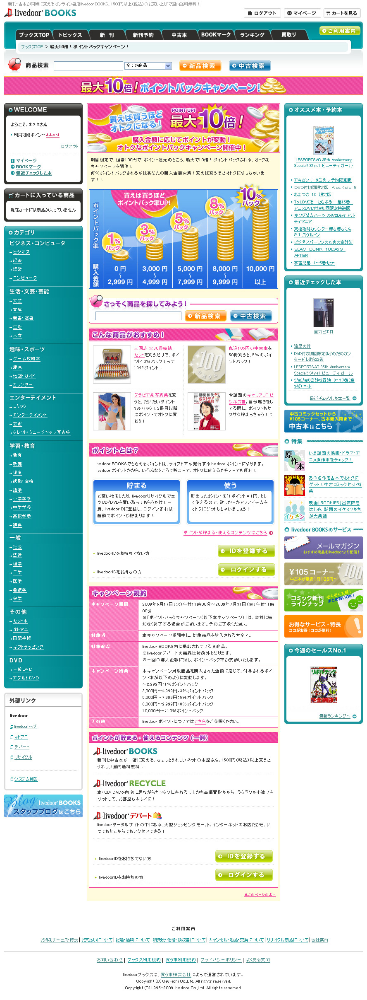 新刊・古本が同時に買えるオンライン書店livedoor BOOKS。1500円以上(税込)のお買い上げで国内送料無料!
livedoor BOOKS
ログアウト
マイページ
カートを見る
ブックスTOP
トピックス
新 刊
新刊予約
中古本
BOOKマーク
ランキング
買取り
ご利用案内
ブックスTOP > 最大10倍!ポイントバックキャンペーン!
商品検索
全ての商品
新品検索
中古検索
最大10倍!ポイントバックキャンペーン!
WELCOME
ようこそ、***さん
利用可能ポイント:***pt
ログアウト
マイページ
BOOKマーク
最近チェックした本
カートに入っている商品
現在カートには商品が入っていません
カテゴリ
ビジネス・コンピュータ
ビジネス
経済
経営
コンピュータ
生活・文芸・芸能
文芸
文庫
新書・選書
生活
人文
趣味・スポーツ
ゲーム攻略本
趣味
地図・ガイド
カレンダー
エンターテイメント
コミック
エンターテイメント
芸術
タレント・ミュージシャン写真集
学習・教育
教育
教養
児童
就職・資格
語学
小学学参
中学学参
高校学参
辞典
一般
社会
法律
理学
工学
医学
看護学
薬学
その他
セット本
ネトアニ
日記手帳
ギフトラッピング
DVD
一般DVD
アダルトDVD
外部リンク
livedoor
livedoorトップ
ネトアニ
デパート
リサイクル
システム報告
Blog livedoor BOOKS
スタッフブログはこちら
買えば買うほど
オトクになる!
POINT UP!
最大10倍!
購入金額に応じてポイントが変動!
オトクなポイントバックキャンペーン開催中!
期間限定で、通常100円で1ポイント還元のところ、最大で10倍!ポイントバックされる、オトクな
キャンペーンを開催!
何%ポイントバックされるかはあなたの購入金額次第!買えば買うほどオトクになっちゃいま
す!!
ポイントバック率
買えば買うほど
ポイントバック率UP!
1%バック
3%バック
5%バック
8%バック
10%バック
購入金額
0 円
~
2,999 円
3,000 円
~
4,999 円
5,000 円
~
7,999 円
8,000 円
~
9,999 円
10,000 円
以上
さっそく商品を探してみよう!
新品検索
中古検索
こんな商品がおすすめ!
三国志 全30巻完結
セットを買うだけで、ポイ
ント10%バック!って
1942ポイント!
税込105円の中古本を
50冊買うと、5%のポイ
ントバック!
グラビア系写真集を買
うと、だいたいポイント
3%バック!2冊目以降
はポイントでオトクに買
おう!
今話題のキャリアUP ビ
ジネス書。自分磨きをし
てる間に、ポイントもサ
クサク貯まっちゃう!?
ポイントとは?
livedoor BOOKSでもらえるポイントは、ライブドアが発行するlivedoor ポイントになります。
livedoor ポイントだから、いろんなところで貯まって、オトクに使えるからとっても便利!
貯まる
お買い物をしたり、livedoorリサイクルで本
やCD/DVDを買い取ってもらうだけ!一
度、livedoorIDに登録し、ログインすれば
自動でポイントが貯まります!
使う
貯まったポイントを「1ポイント=1円」とし
て使えるので、欲しかったアノアイテムを
オトクにゲットしちゃいましょう!
ポイントが貯まる・使えるコンテンツはこちら
livedoorIDをお持ちでない方
IDを登録する
livedoorIDをお持ちの方
ログインする
キャンペーン規約
キャンペーン期間
2009年6月17日(水)午前11時00分~2009年7月31日(金)午前11時
00分
※「ポイントバックキャンペーン(以下本キャンペーン)」は、事前に告
知なく終了する場合がございます。予めご了承ください。
対象者
本キャンペーン期間中に、対象商品を購入される方全て。
対象商品
livedoor BOOKS内に掲載されている全商品。
※livedoorデパートの商品は対象外となります。
※一回の購入金額に対し、ポイントバック率が変動いたします。
キャンペーン特典
本キャンペーン対象商品を購入された金額に応じて、付与されるポイ
ント率が以下のように変動します。
~2,999円:1%ポイントバック
3,000円~4,999円:3%ポイントバック
5,000円~7,999円:5%ポイントバック
8,000円~9,999円:8%ポイントバック
10,000円~:10%ポイントバック
その他
livedoor ポイントについてはこちらをご参照ください。
ポイントが貯まる・使えるコンテンツ(一例)
livedoor BOOKS
新刊と中古本が一緒に買える、ちょっとうれしいネットの本屋さん。1500円(税込)以上買うと、
うれしい国内送料無料!
livedoor RECYCLE
本・CD・DVDを自宅に居ながらカンタンに売れる!しかも高価買取だから、ラクラクお小遣いを
ゲットして、お部屋もキレイに!
livedoor デパート
livedoorポータルサイトの中にある、大型ショッピングモール。インターネットのお店だから、い
つでもどこからでもアクセスできる!
livedoorIDをお持ちでない方
IDを登録する
livedoorIDをお持ちの方
ログインする
▲このページの上へ
オススメ本・予約本
LESPORTSAC 35th Anniversary
Special!! Style1 ビューティガール
アキカン! 9缶めっ 予約限定版
DVD付初回限定版 Kiss×sis 5
あまつき 10 限定版
To LOVEるーとらぶるー 第15巻
アニメDVD付き初回限定特装版
キングダムハーツ 358/2Days アル
ティマニア
究極攻略カウンター勝ち勝ちくん
2.1 スケルトン
ビジネスパーソンのための家計簿
SLAM DUNK 10DAYS
AFTER
宇宙兄弟 1~5巻セット
最近チェックした本
重力ピエロ
流星の絆
DVD付き初回限定版『のだめカン
タービレ』第22巻
LESPORTSAC 35th Anniversary
Special!! Style1 ビューティガール
ジョジョの奇妙な冒険 8~17巻(第
3部)セット
最近チェックした本一覧
中古コミックセットから
¥105コーナー、古本新入荷まで
中古本はこちら
特集
原作本
いま話題の映画・ドラマ・ア
ニメ原作本をチェック!
あの名作を古本でおトクに
ゲット!中古コミックセット特
集
イケメン
映画「ROOKIES」出演陣を
はじめ、話題のイケメンたち
が大集結
livedoor BOOKSのサービス
メールマガジン
おすすめ商品をlivedoorより配信!
¥105コーナー
中古本が最安1冊105円~
コミック新刊
ラインナップ
ぞくぞく入荷!
まとめ買いOK!
お得なサービス・特長
ココがお得!ココが便利!
今週のセールスNo.1
リボルテック
大全
最新ランキングへ
ご利用案内
お得なサービス・特長 | お支払いについて | 配送・送料について | 消費税・価格・領収書について | キャンセル・返品・交換について | リサイクル商品について | 会社案内
お問い合わせ | ブックス利用規約 | 買う市利用規約 | プライバシーポリシー | よくある質問
livedoorブックスは、買う市株式会社によって運営されています。
Copyright (C) Cau-ichi Co.,Ltd. All rights reserved.
Copyright (C)1996-2009 livedoor Co.,Ltd. All rights reserved.